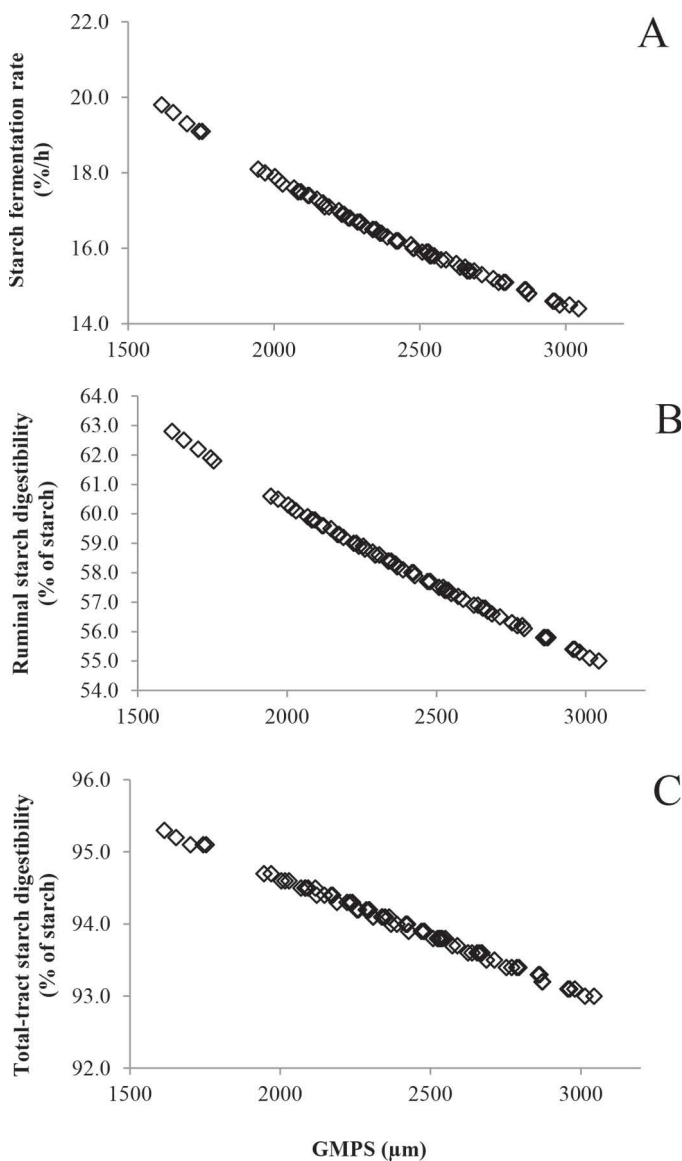 A
Starch fermentation rate
(%/h)
22.0
20.0
18.0
16.0
14.0
1500 2000 2500 3000
B
Ruminal starch digestibility
(% of starch)
64.0
63.0
62.0
61.0
60.0
59.0
58.0
57.0
56.0
55.0
54.0
1500 2000 2500 3000
C
Total-tract starch digestibility
(% of starch)
96.0
95.0
94.0
93.0
92.0
1500 2000 2500 3000
GMPS (µm)